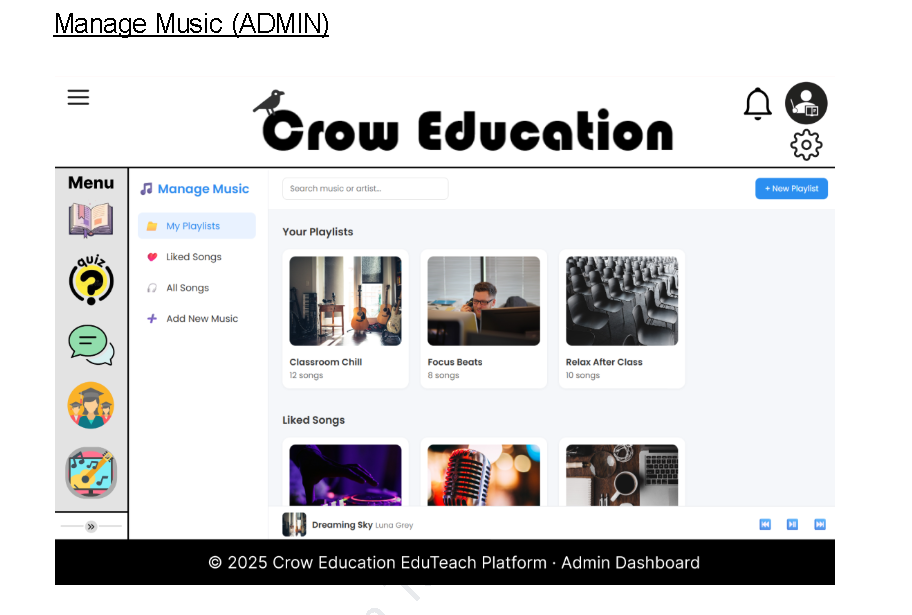 Manage Music (ADMIN)
Crow Education
Menu
quiz
Manage Music
My Playlists
Liked Songs
All Songs
Add New Music
Search music or artist...
+ New Playlist
Your Playlists
Classroom Chill
12 songs
Focus Beats
8 songs
Relax After Class
10 songs
Liked Songs
Dreaming Sky Luna Grey
© 2025 Crow Education EduTeach Platform · Admin Dashboard